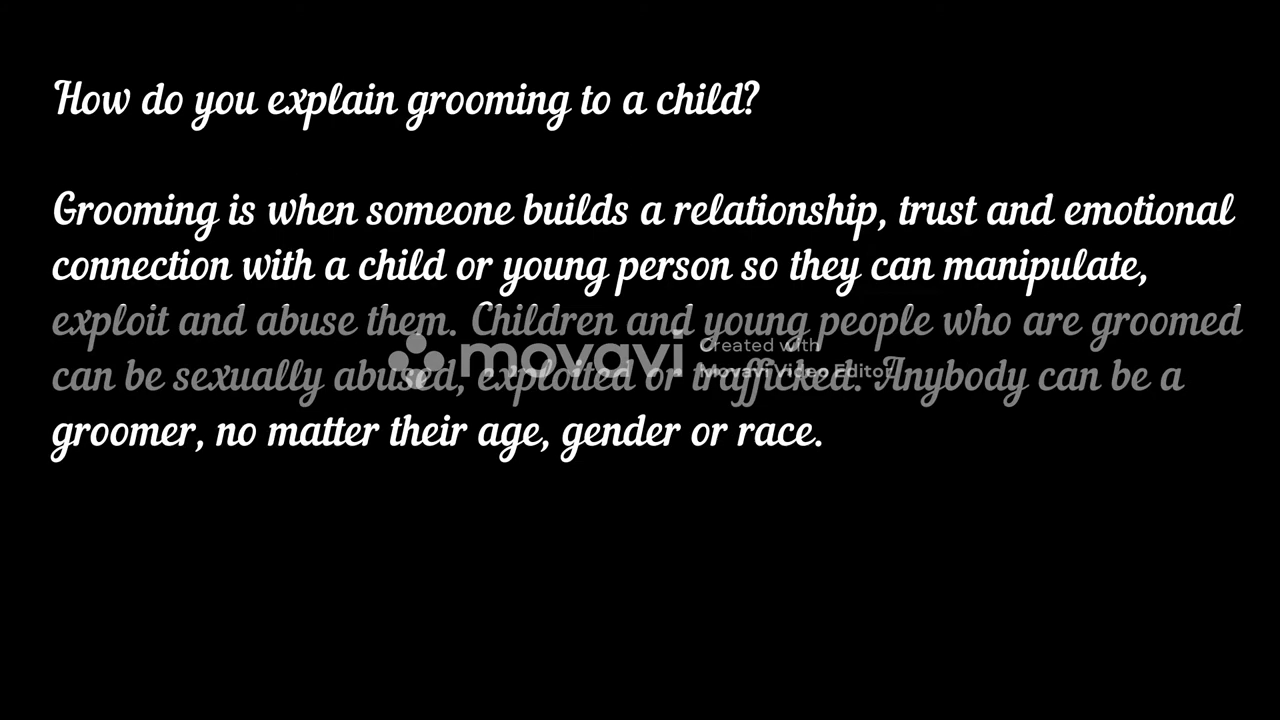 How do you explain grooming to a child?
Grooming is when someone builds a relationship, trust and emotional
connection with a child or young person so they can manipulate,
exploit and abuse them. Children and young people who are groomed
movavi
Created with
Movavi Video Editor
can be sexually abused, exploited or trafficked. Anybody can be a
groomer, no matter their age, gender or race.